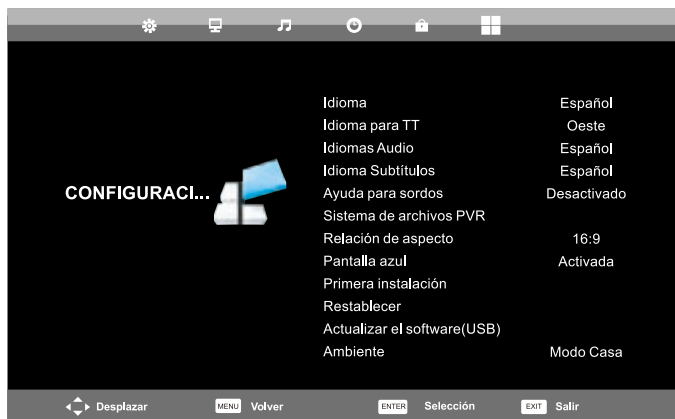 Idioma Español
Idioma para TT Oeste
Idiomas Audio Español
Idioma Subtítulos Español
CONFIGURACI...
Ayuda para sordos Desactivado
Sistema de archivos PVR
Relación de aspecto 16:9
Pantalla azul Activada
Primera instalación
Restablecer
Actualizar el software(USB)
Ambiente Modo Casa
Desplazar MENU Volver ENTER Selección EXIT Salir